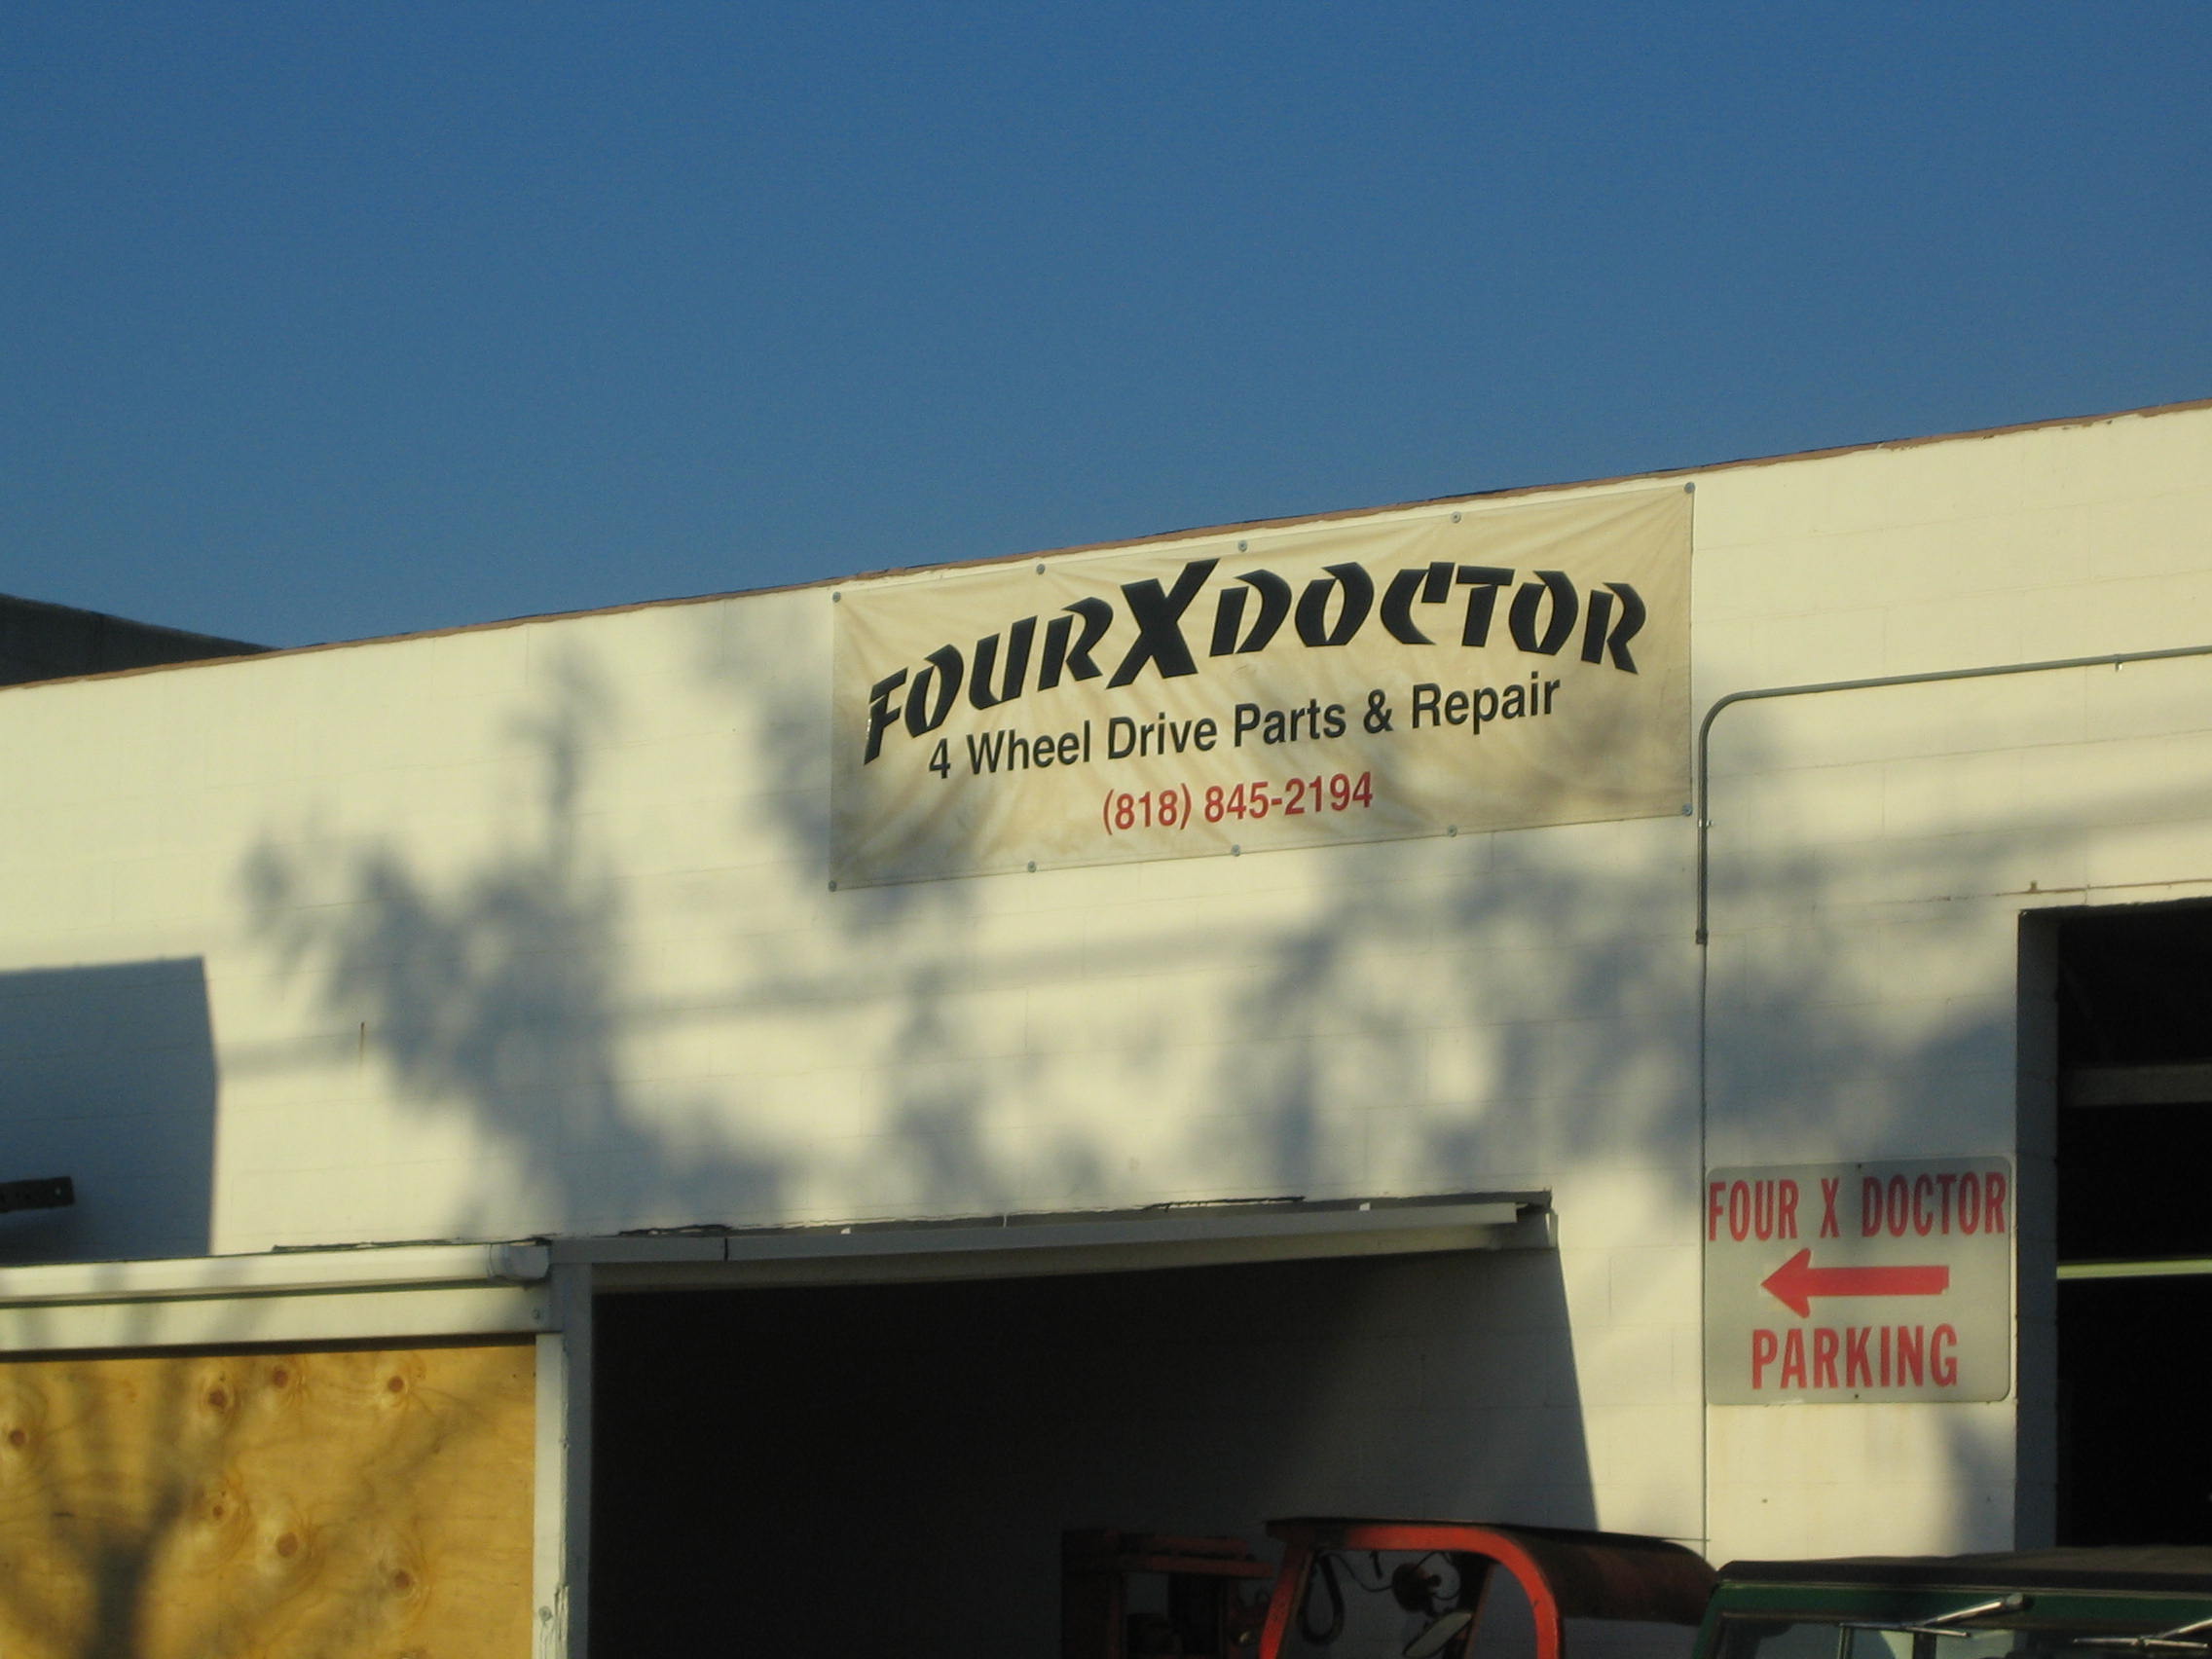 FOURXDOCTOR
4 Wheel Drive Parts & Repair
(818) 845-2194
FOUR X DOCTOR
PARKING